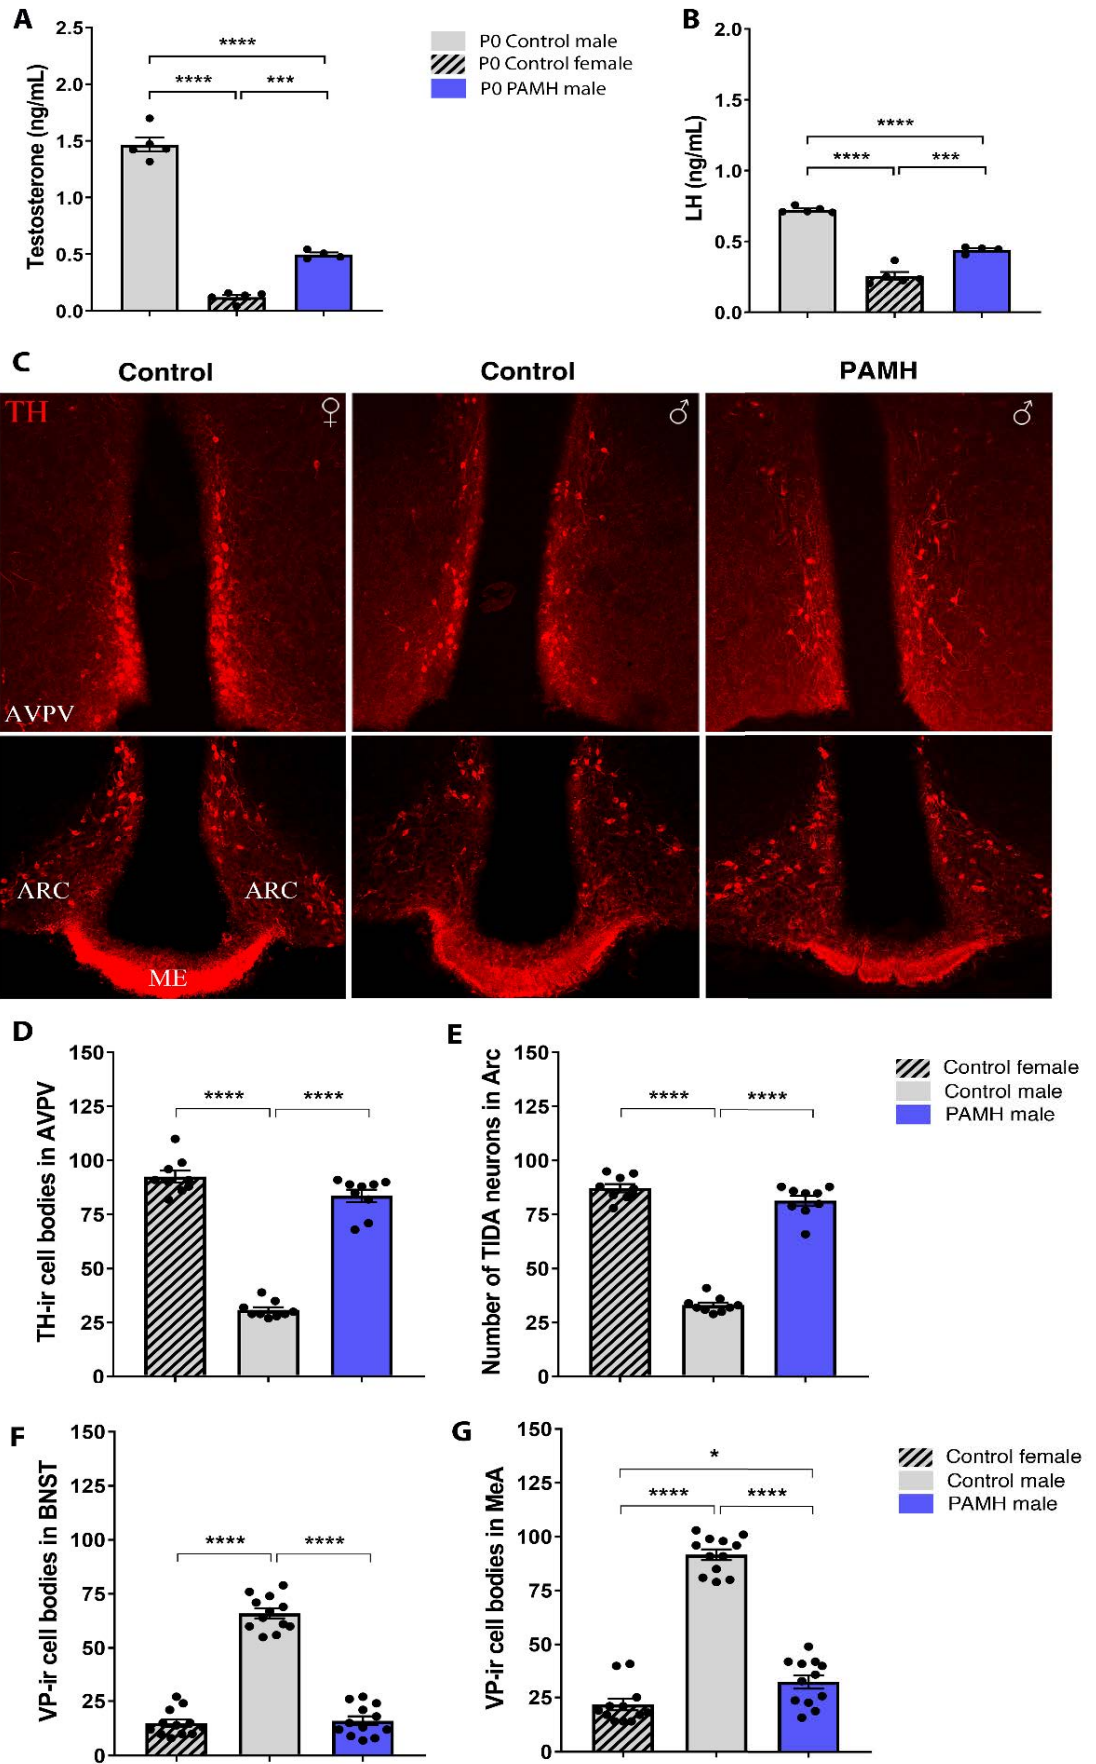 A
2.5
2.0
1.5
1.0
0.5
0.0
Testosterone (ng/mL)
****
****
***
P0 Control male
P0 Control female
P0 PAMH male
B
2.0
1.5
1.0
0.5
0.0
LH (ng/mL)
****
****
***
C
Control
Control
PAMH
TH
♀
♂
♂
AVPV
ARC
ARC
ME
D
150
125
100
75
50
25
0
TH-ir cell bodies in AVPV
****
****
E
150
125
100
75
50
25
0
Number of TIDA neurons in Arc
****
****
Control female
Control male
PAMH male
F
150
125
100
75
50
25
0
VP-ir cell bodies in BNST
****
****
G
150
125
100
75
50
25
0
VP-ir cell bodies in MeA
*
****
****
Control female
Control male
PAMH male